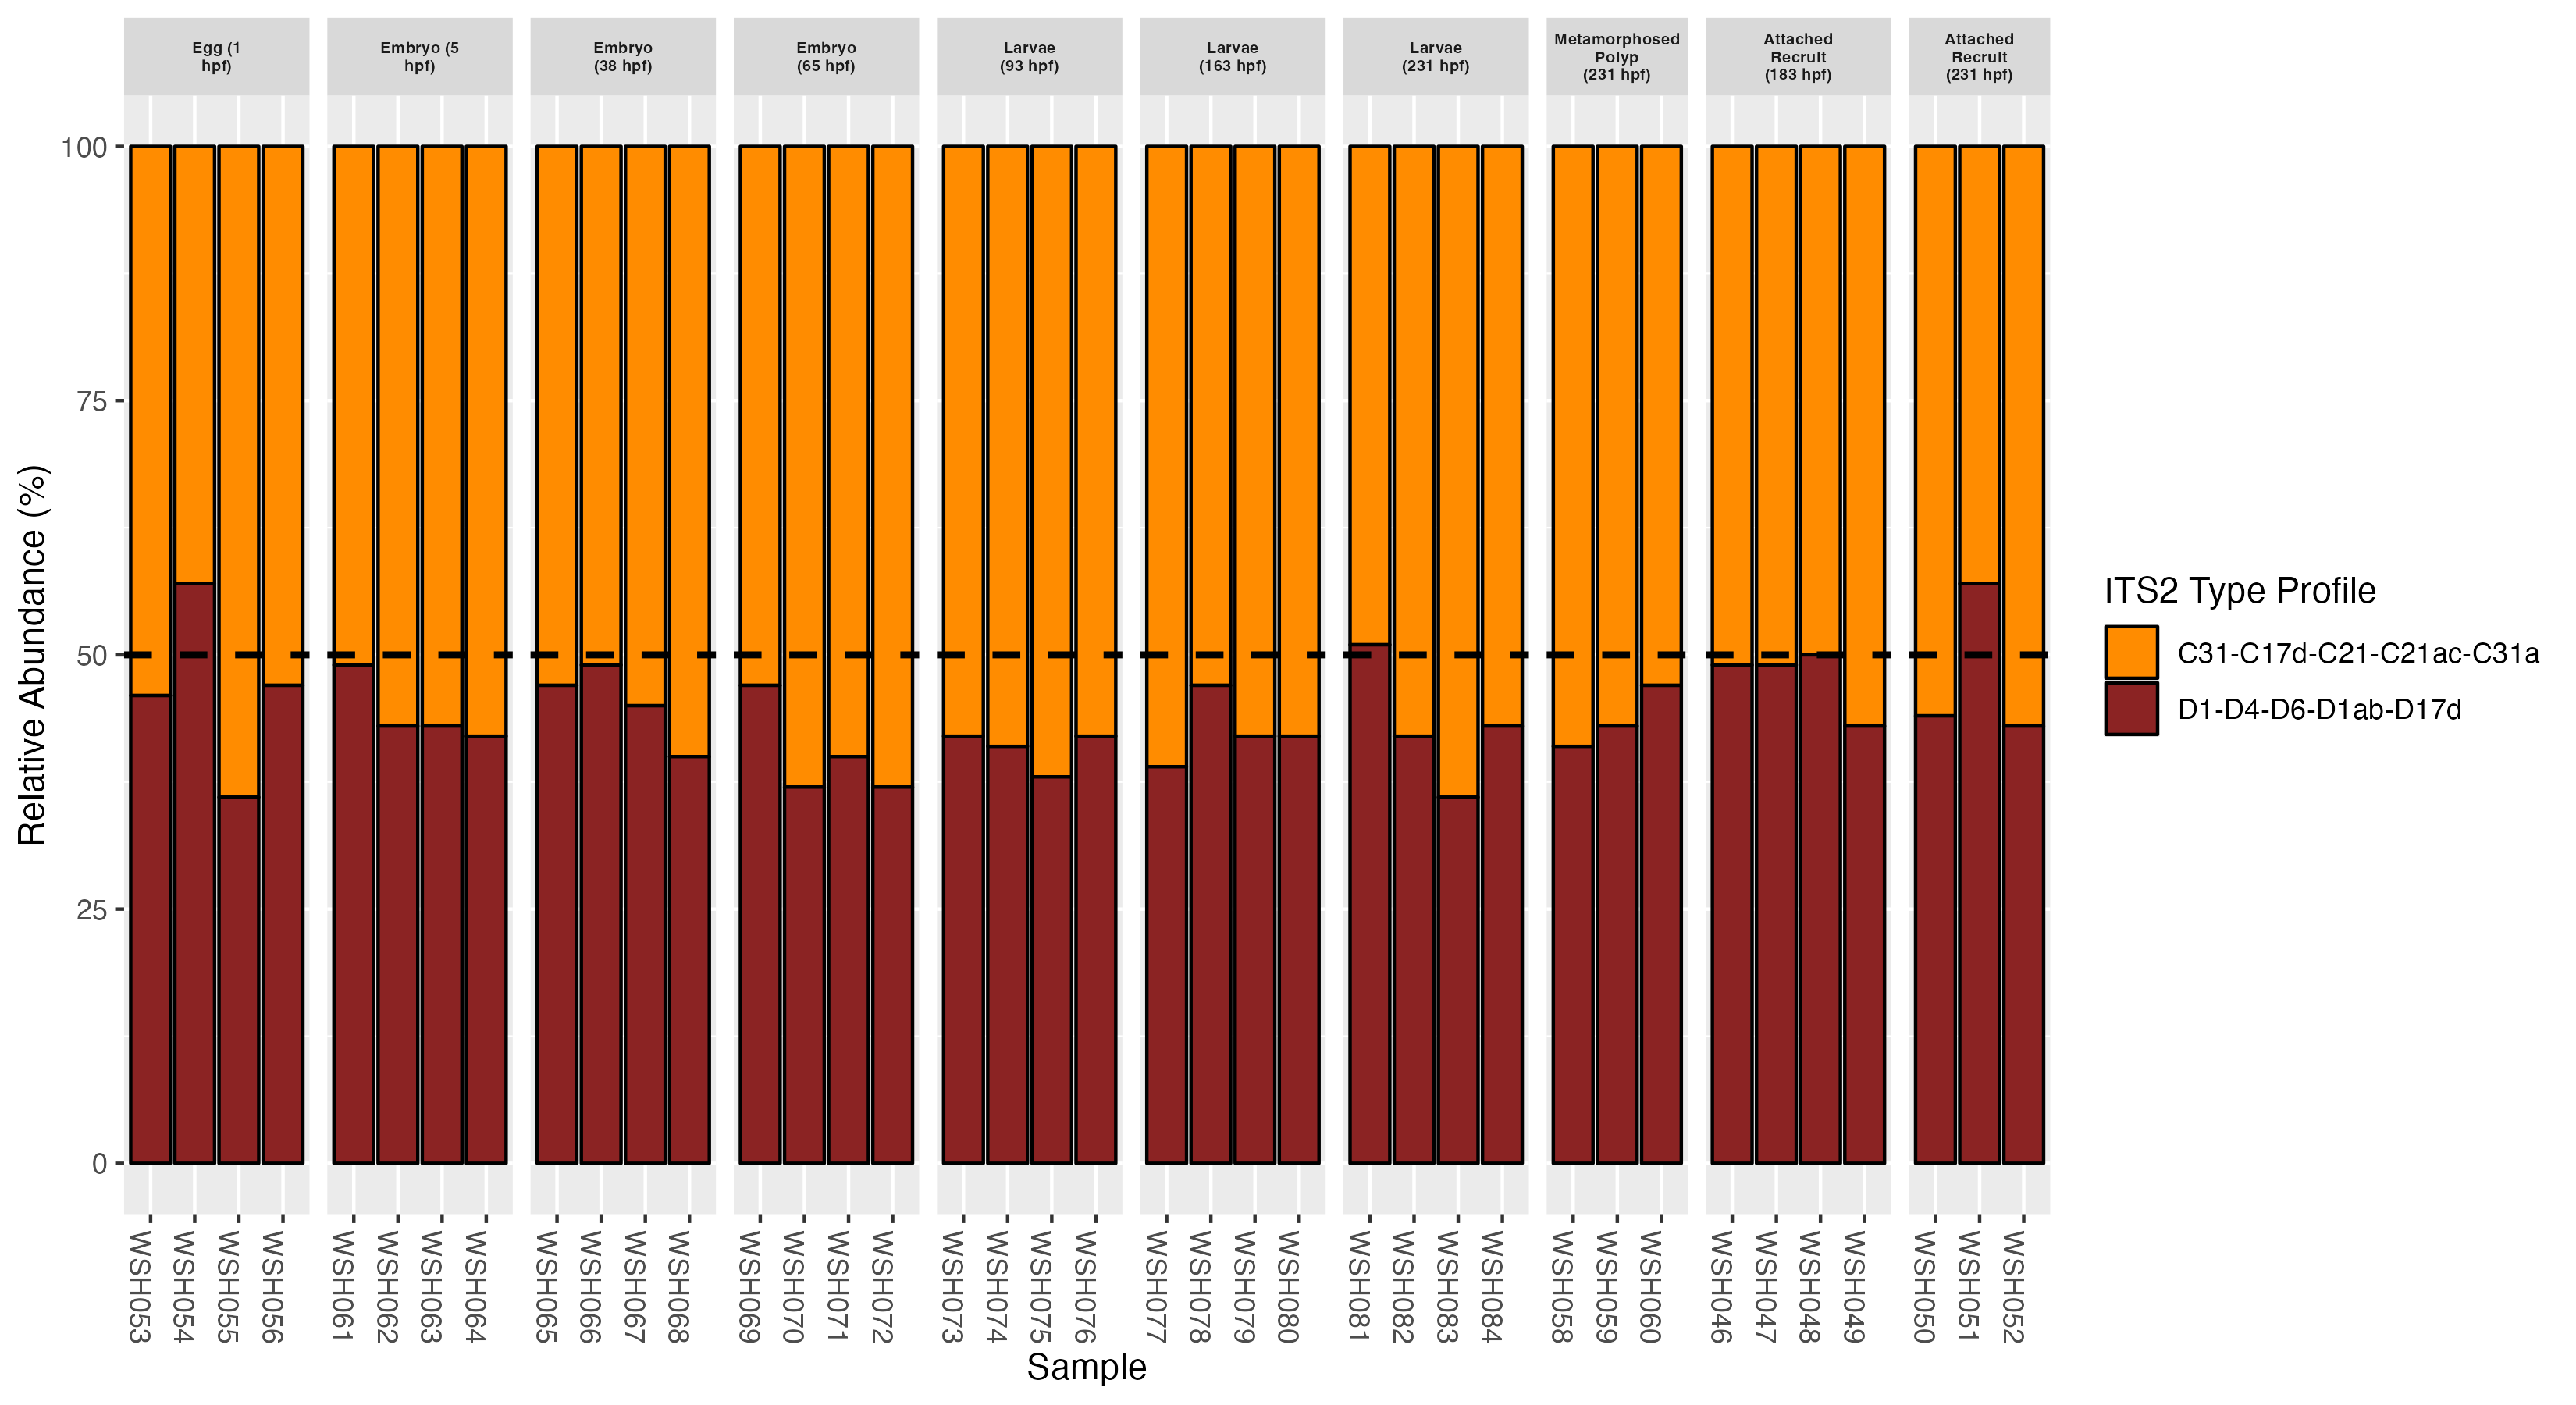 Egg (1
hpf)
Embryo (5
hpf)
Embryo
(38 hpf)
Embryo
(65 hpf)
Larvae
(93 hpf)
Larvae
(163 hpf)
Larvae
(231 hpf)
Metamorphosed
Polyp
(231 hpf)
Attached
Recruit
(183 hpf)
Attached
Recruit
(231 hpf)
100
75
50
25
0
Relative Abundance (%)
WSH053
WSH054
WSH055
WSH056
WSH061
WSH062
WSH063
WSH064
WSH065
WSH066
WSH067
WSH068
WSH069
WSH070
WSH071
WSH072
WSH073
WSH074
WSH075
WSH076
WSH077
WSH078
WSH079
WSH080
WSH081
WSH082
WSH083
WSH084
WSH058
WSH059
WSH060
WSH046
WSH047
WSH048
WSH049
WSH050
WSH051
WSH052
Sample
ITS2 Type Profile
C31-C17d-C21-C21ac-C31a
D1-D4-D6-D1ab-D17d